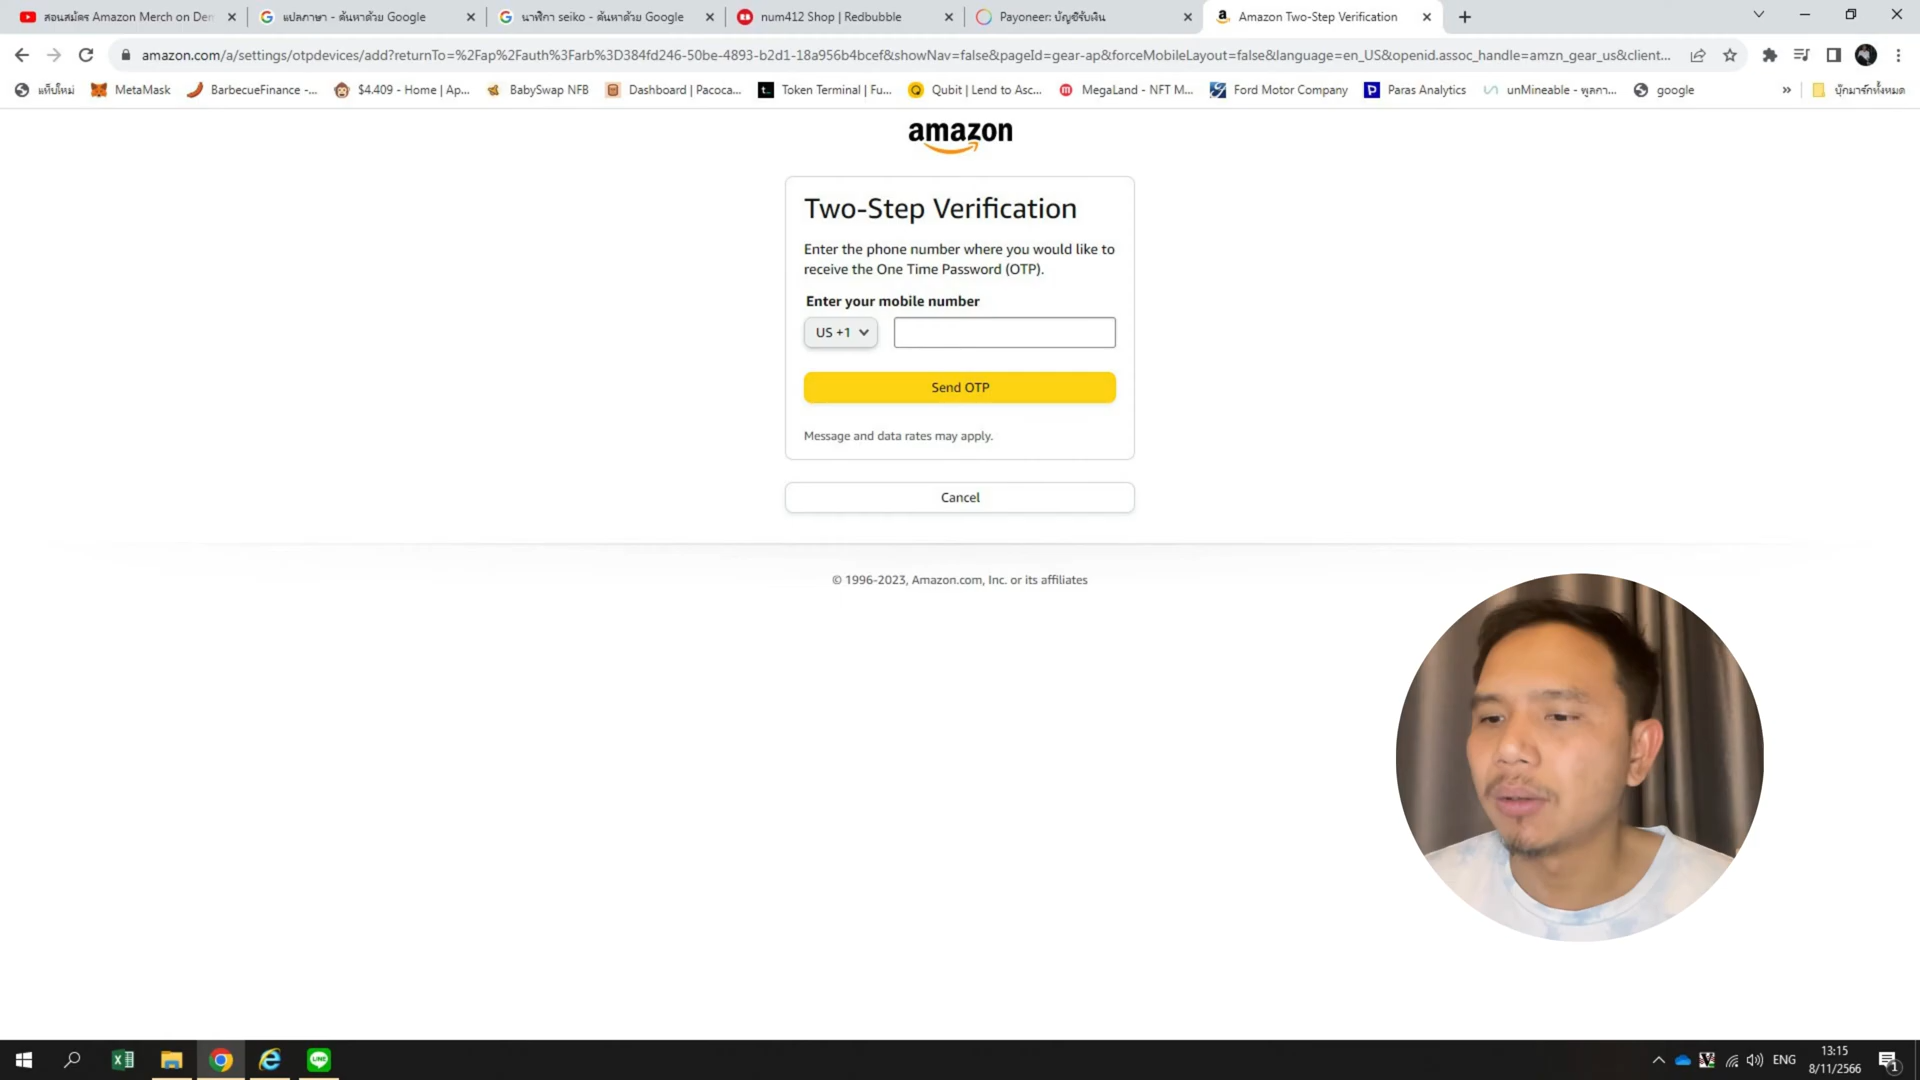 สอนสมัคร Amazon Merch on Den
แปลภาษา - ค้นหาด้วย Google
นาฬิกา seiko - ค้นหาด้วย Google
num412 Shop | Redbubble
Payoneer: บัญชีรับเงิน
Amazon Two-Step Verification
amazon.com/a/settings/otpdevices/add?returnTo=%2Fap%2Fauth%3Farb%3D384fd246-50be-4893-b2d1-18a956b4bcef&showNav=false&pageId=gear-ap&forceMobileLayout=false&language=en_US&openid.assoc_handle=amzn_gear_us&client...
แท็บใหม่
MetaMask
BarbecueFinance -...
$4.409 - Home | Ap...
BabySwap NFB
Dashboard | Pacoca...
Token Terminal | Fu...
Qubit | Lend to Asc...
MegaLand - NFT M...
Ford Motor Company
Paras Analytics
unMineable - พูลกา...
google
»
บุ๊กมาร์กทั้งหมด
amazon
Two-Step Verification
Enter the phone number where you would like to
receive the One Time Password (OTP).
Enter your mobile number
US +1
Send OTP
Message and data rates may apply.
Cancel
© 1996-2023, Amazon.com, Inc. or its affiliates
ENG
13:15
8/11/2566
1